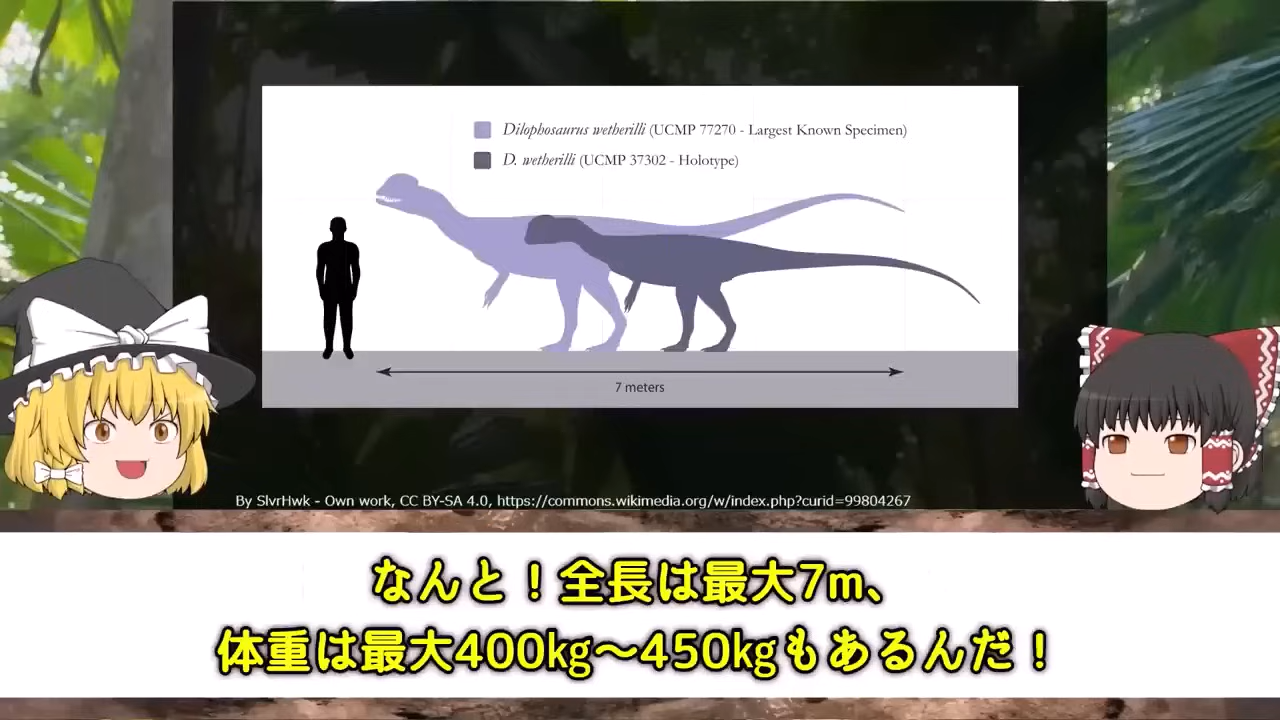 Dilophosaurus wetherilli (UCMP 77270 - Largest Known Specimen)
D. wetherilli (UCMP 37302 - Holotype)
7 meters
By SlvrHwk - Own work, CC BY-SA 4.0, https://commons.wikimedia.org/w/index.php?curid=99804267
なんと！全長は最大7m、
体重は最大400kg～450kgもあるんだ！